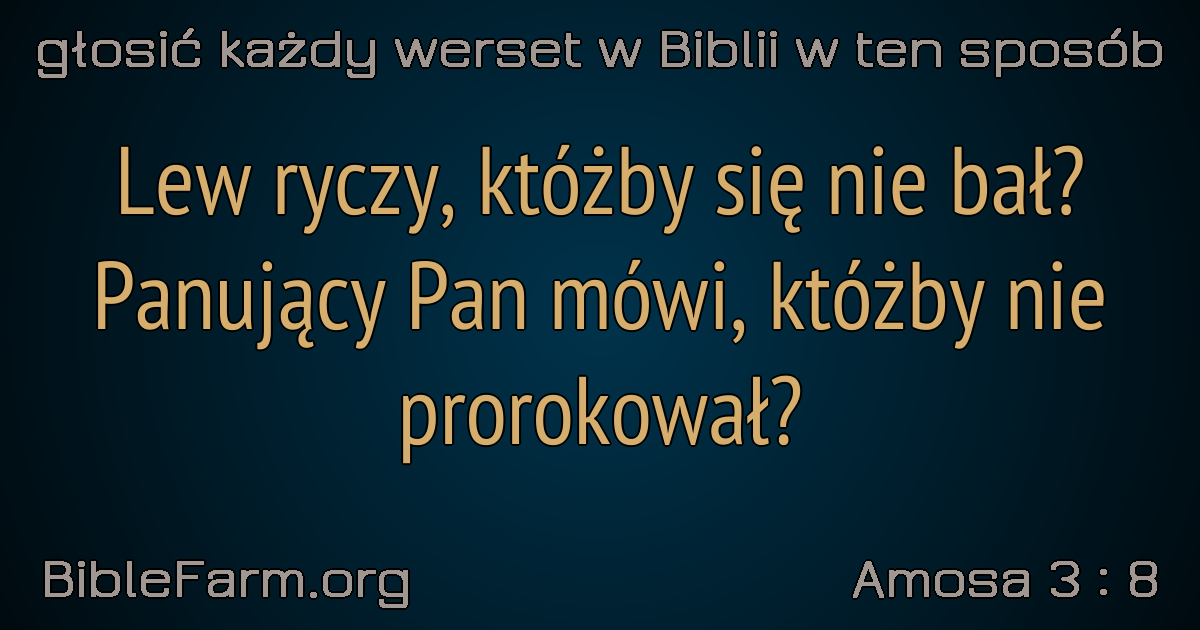 głosić każdy werset w Biblii w ten sposób
Lew ryczy, któżby się nie bał?
Panujący Pan mówi, któżby nie
prorokował?
BibleFarm.org
Amosa 3 : 8